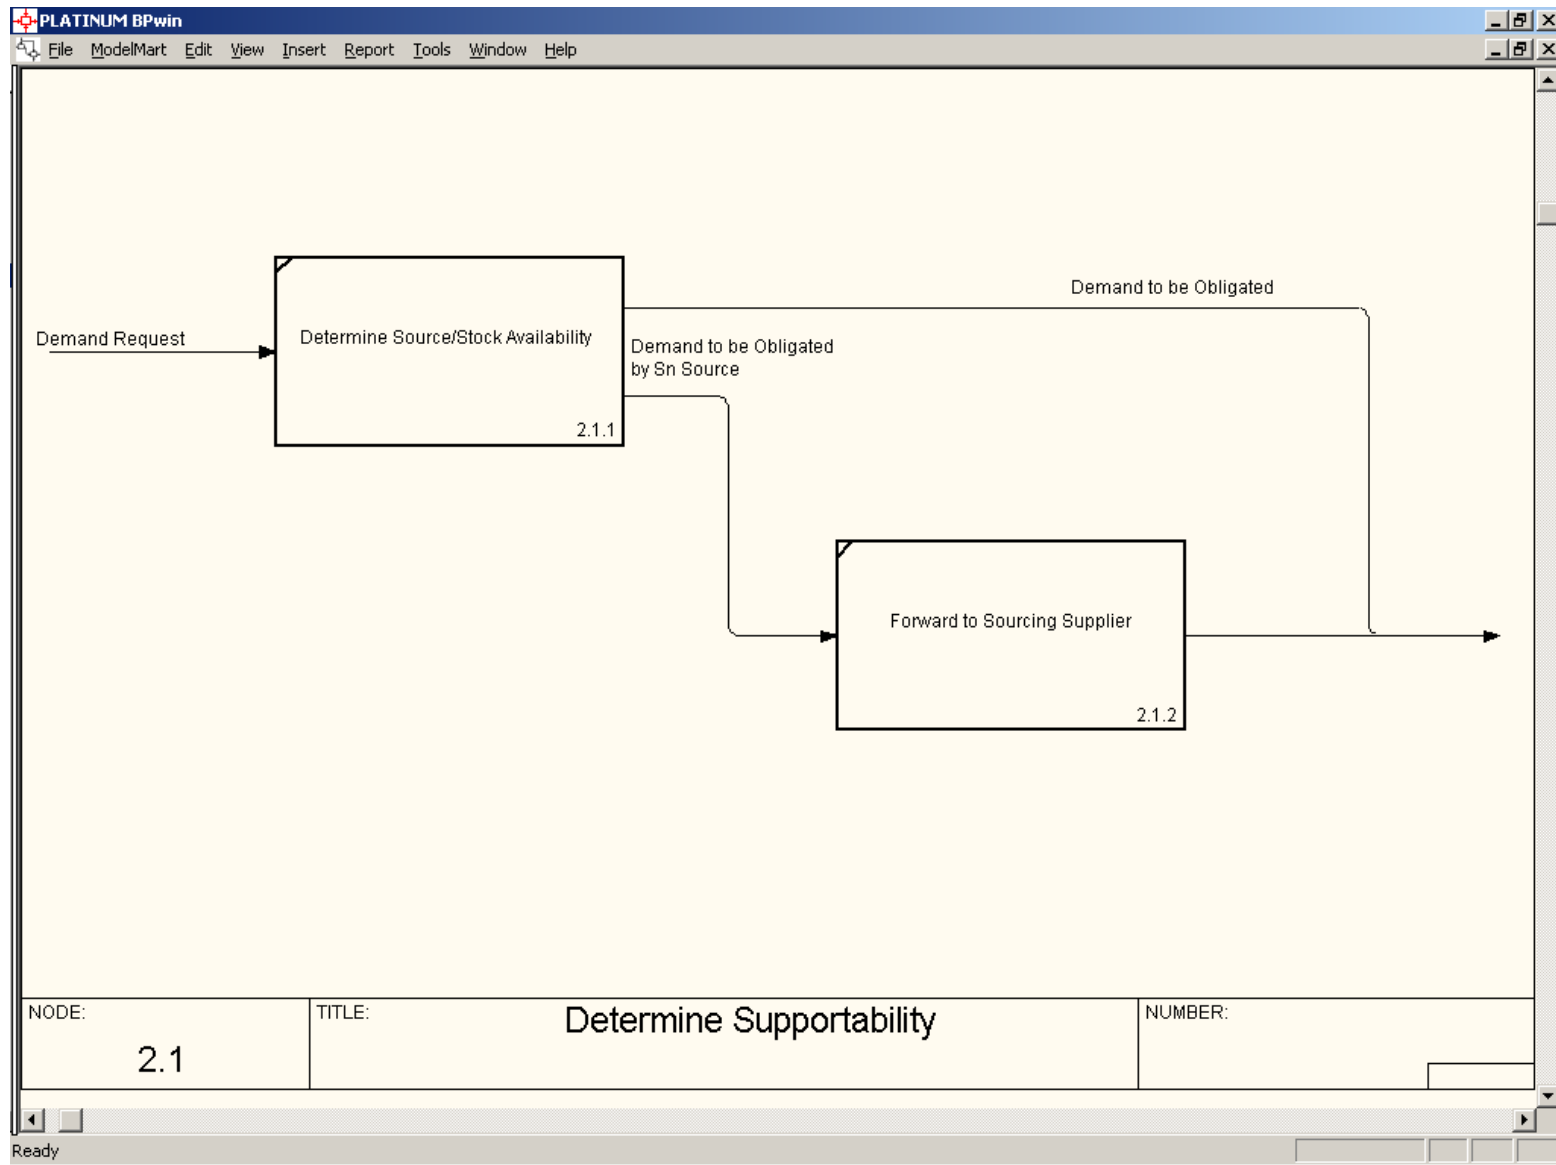 PLATINUM BPwin
File ModelMart Edit View Insert Report Tools Window Help
Demand to be Obligated
Demand Request
Determine Source/Stock Availability
Demand to be Obligated
by Sn Source
2.1.1
Forward to Sourcing Supplier
2.1.2
NODE:
2.1
TITLE:
Determine Supportability
NUMBER:
Ready